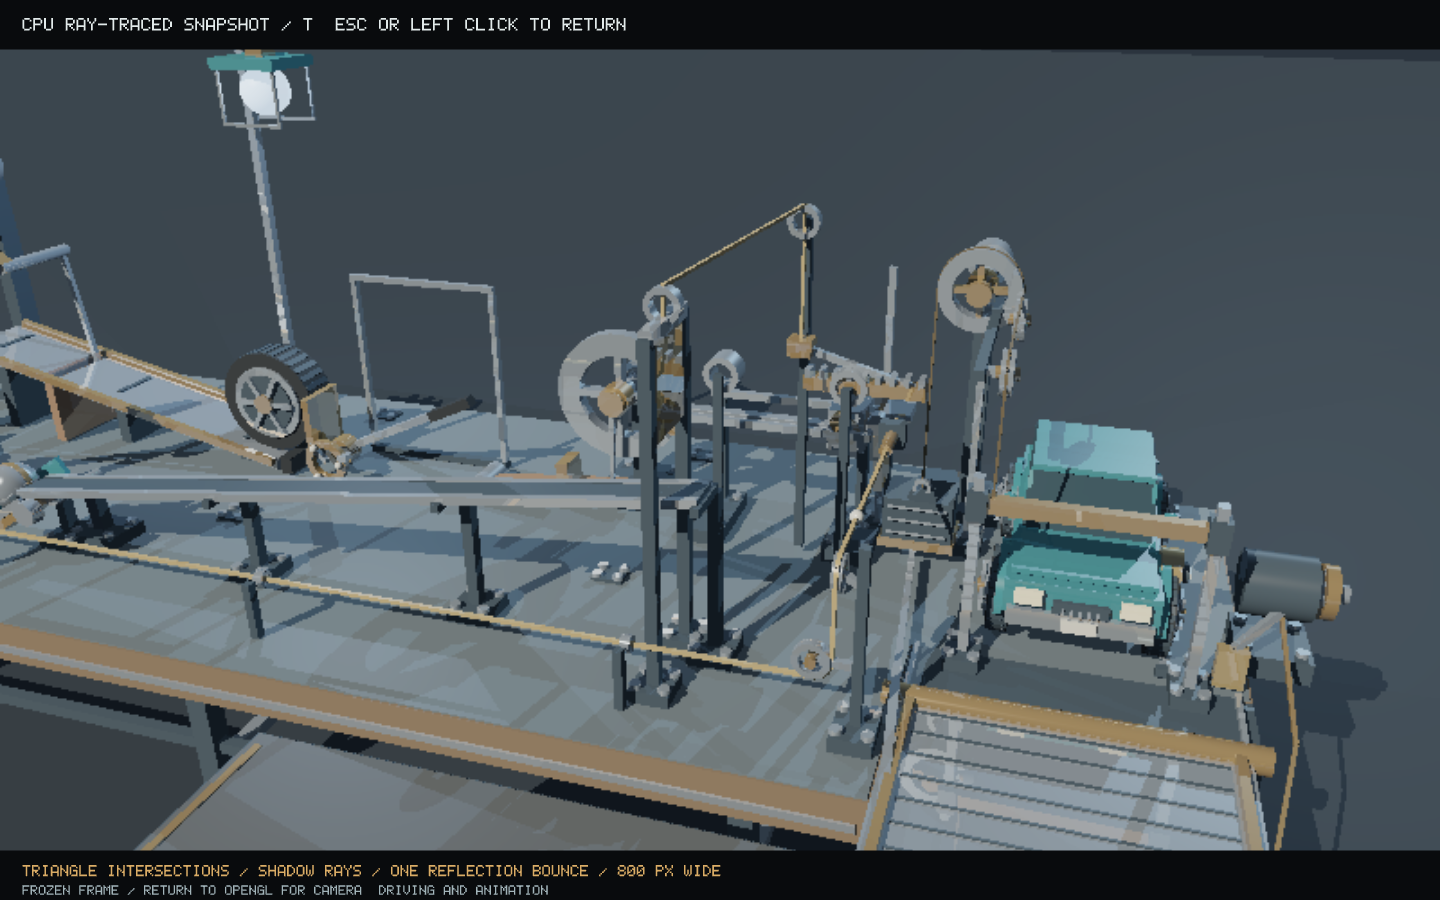 CPU RAY-TRACED SNAPSHOT / T  ESC OR LEFT CLICK TO RETURN
TRIANGLE INTERSECTIONS / SHADOW RAYS / ONE REFLECTION BOUNCE / 800 PX WIDE
FROZEN FRAME / RETURN TO OPENGL FOR CAMERA  DRIVING AND ANIMATION